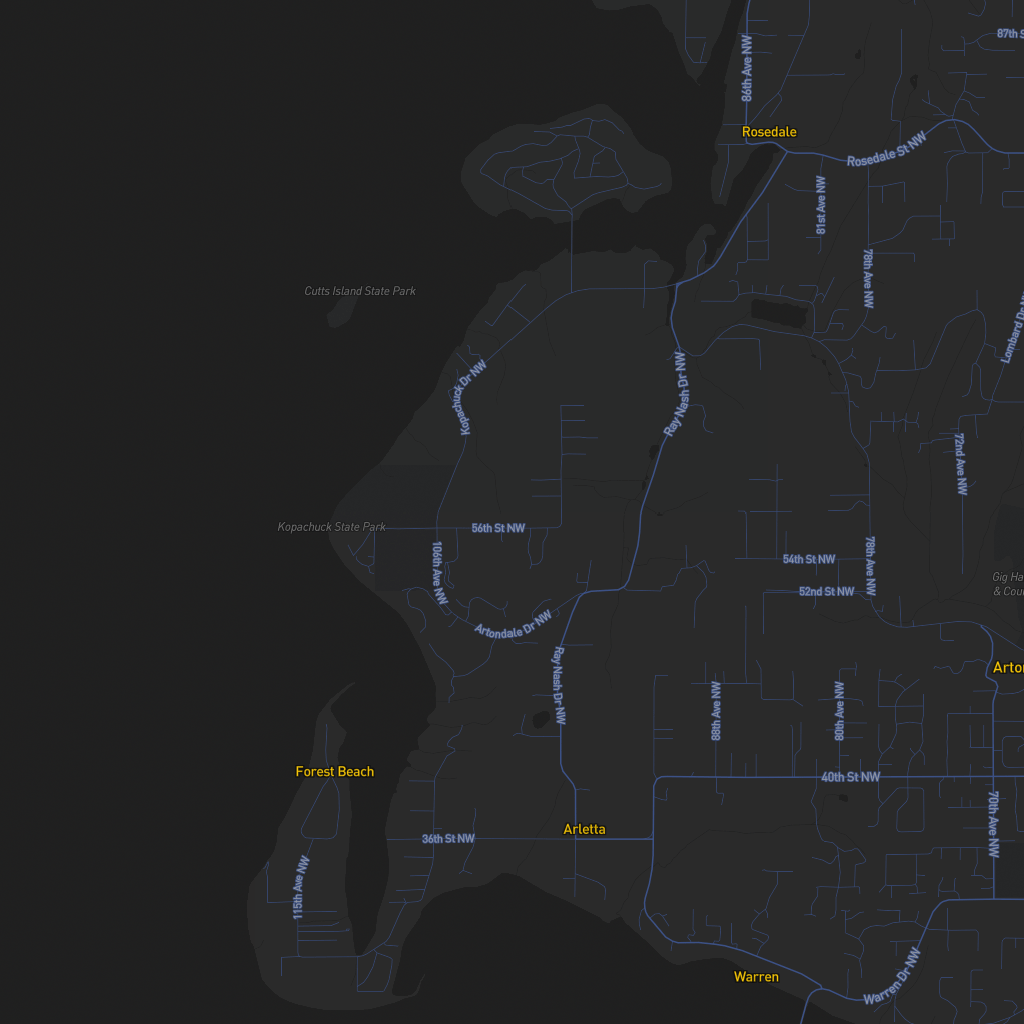 87th S
86th Ave NW
Rosedale
Rosedale St NW
81st Ave NW
78th Ave NW
Cutts Island State Park
Lombard Dr
Kopachuck Dr NW
Ray Nash Dr NW
72nd Ave NW
Kopachuck State Park
56th St NW
106th Ave NW
54th St NW
78th Ave NW
52nd St NW
Gig Ha
& Cou
Artondale Dr NW
Ray Nash Dr NW
Arto
88th Ave NW
80th Ave NW
Forest Beach
40th St NW
70th Ave NW
Arletta
36th St NW
115th Ave NW
Warren
Warren Dr NW